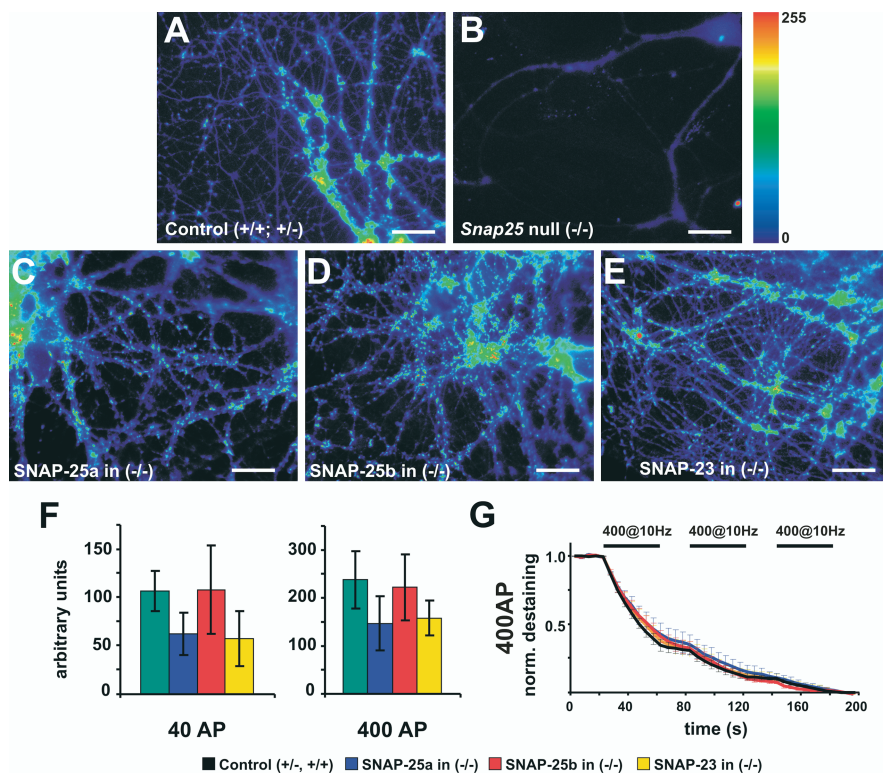 A
Control (+/+; +/-)
B
Snap25 null (-/-)
255
0
C
SNAP-25a in (-/-)
D
SNAP-25b in (-/-)
E
SNAP-23 in (-/-)
F
arbitrary units
150
100
50
0
40 AP
300
200
250
150
100
50
0
400 AP
G
400AP
norm. destaining
400@10Hz 400@10Hz 400@10Hz
1.0
0.5
0 40 80 120 160 200
time (s)
Control (+/-, +/+) SNAP-25a in (-/-) SNAP-25b in (-/-) SNAP-23 in (-/-)